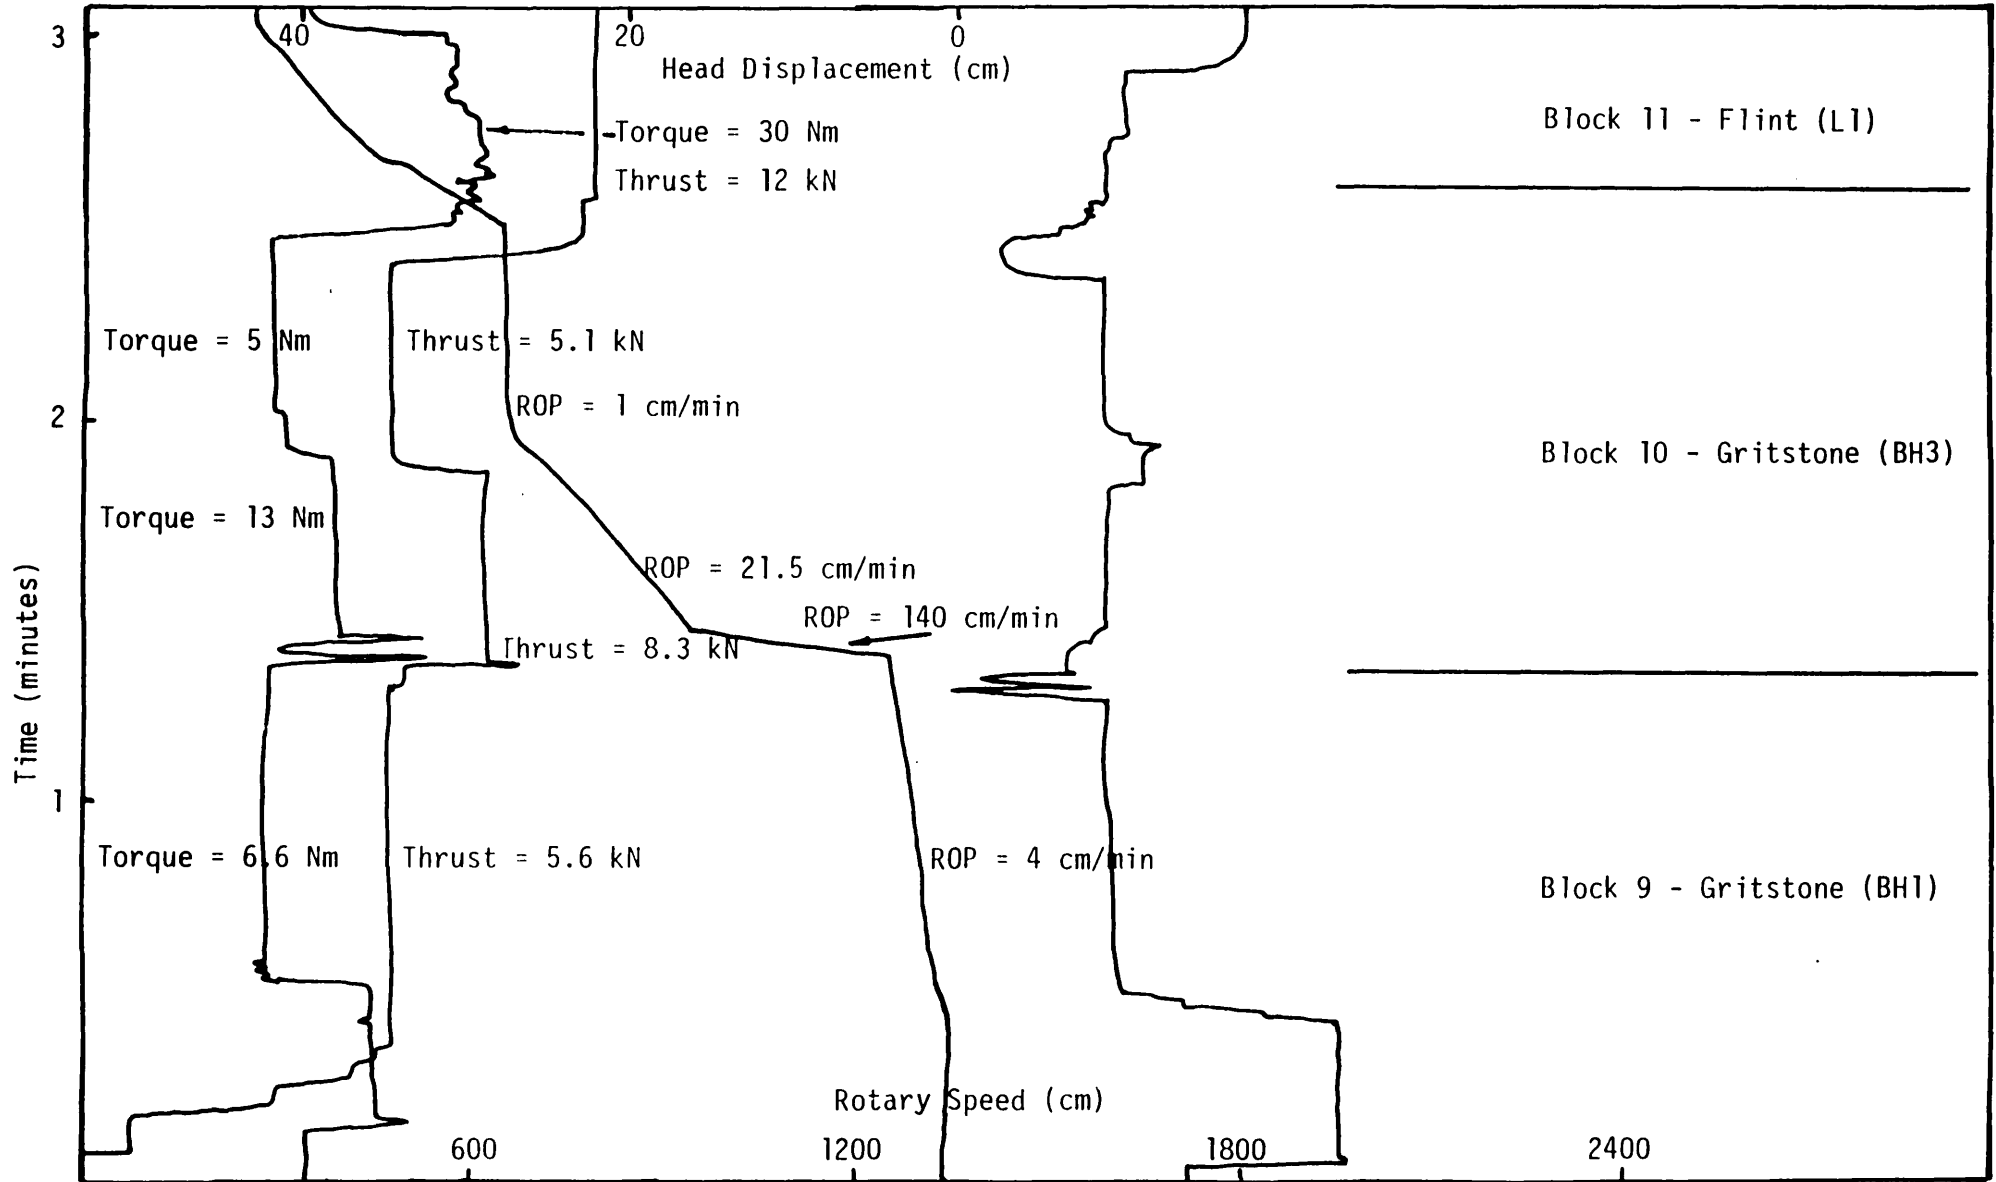 3
40
20
0
Head Displacement (cm)
Block 11 - Flint (L1)
Torque = 30 Nm
Thrust = 12 kN
Torque = 5 Nm
Thrust = 5.1 kN
ROP = 1 cm/min
2
Block 10 - Gritstone (BH3)
Torque = 13 Nm
ROP = 21.5 cm/min
ROP = 140 cm/min
Thrust = 8.3 kN
Time (minutes)
1
Torque = 6.6 Nm
Thrust = 5.6 kN
ROP = 4 cm/min
Block 9 - Gritstone (BH1)
Rotary Speed (cm)
600
1200
1800
2400